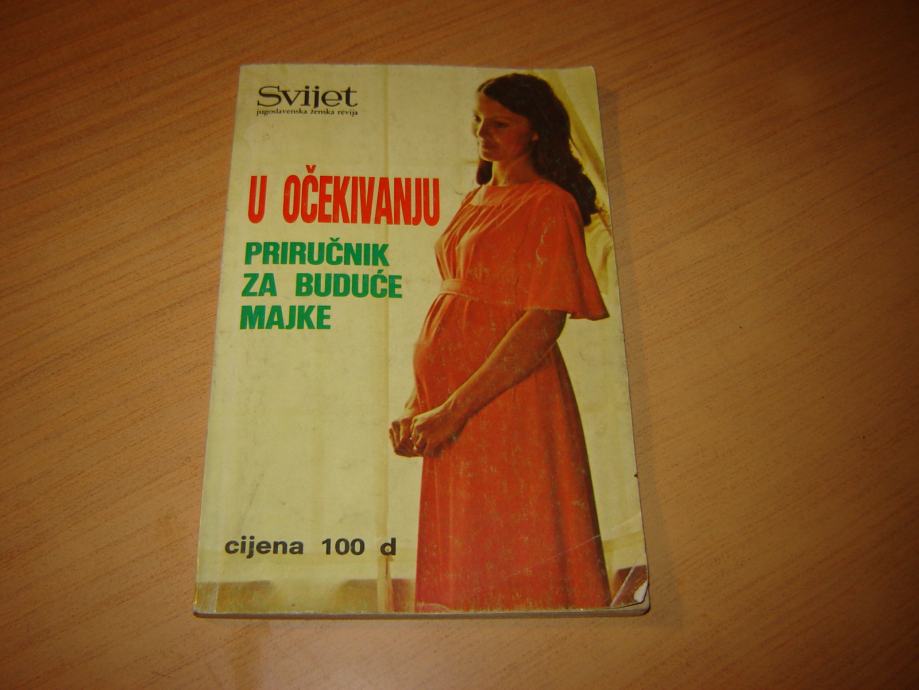 Svijet
jugoslavenska ženska revija
U OČEKIVANJU
PRIRUČNIK
ZA BUDUĆE
MAJKE
cijena 100 d